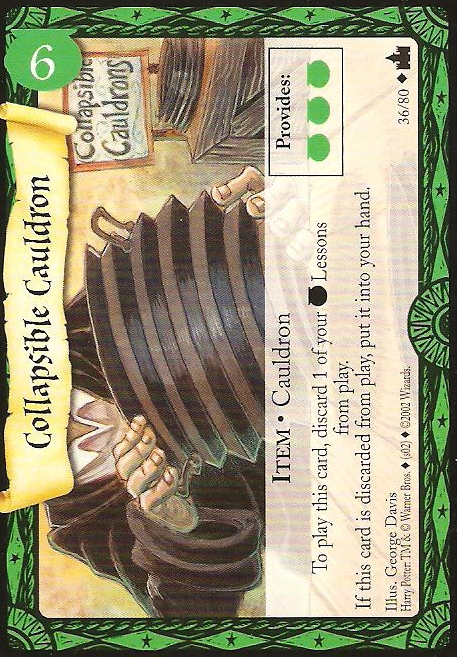 6
Collapsible Cauldron
Collapsible
Cauldrons
ITEM • Cauldron
Provides:
To play this card, discard 1 of your Lessons
from play.
If this card is discarded from play, put it into your hand.
Illus. George Davis
Harry Potter: TM & © Warner Bros. ◆ (s02) ◆ ©2002 Wizards.
36/80 ◆